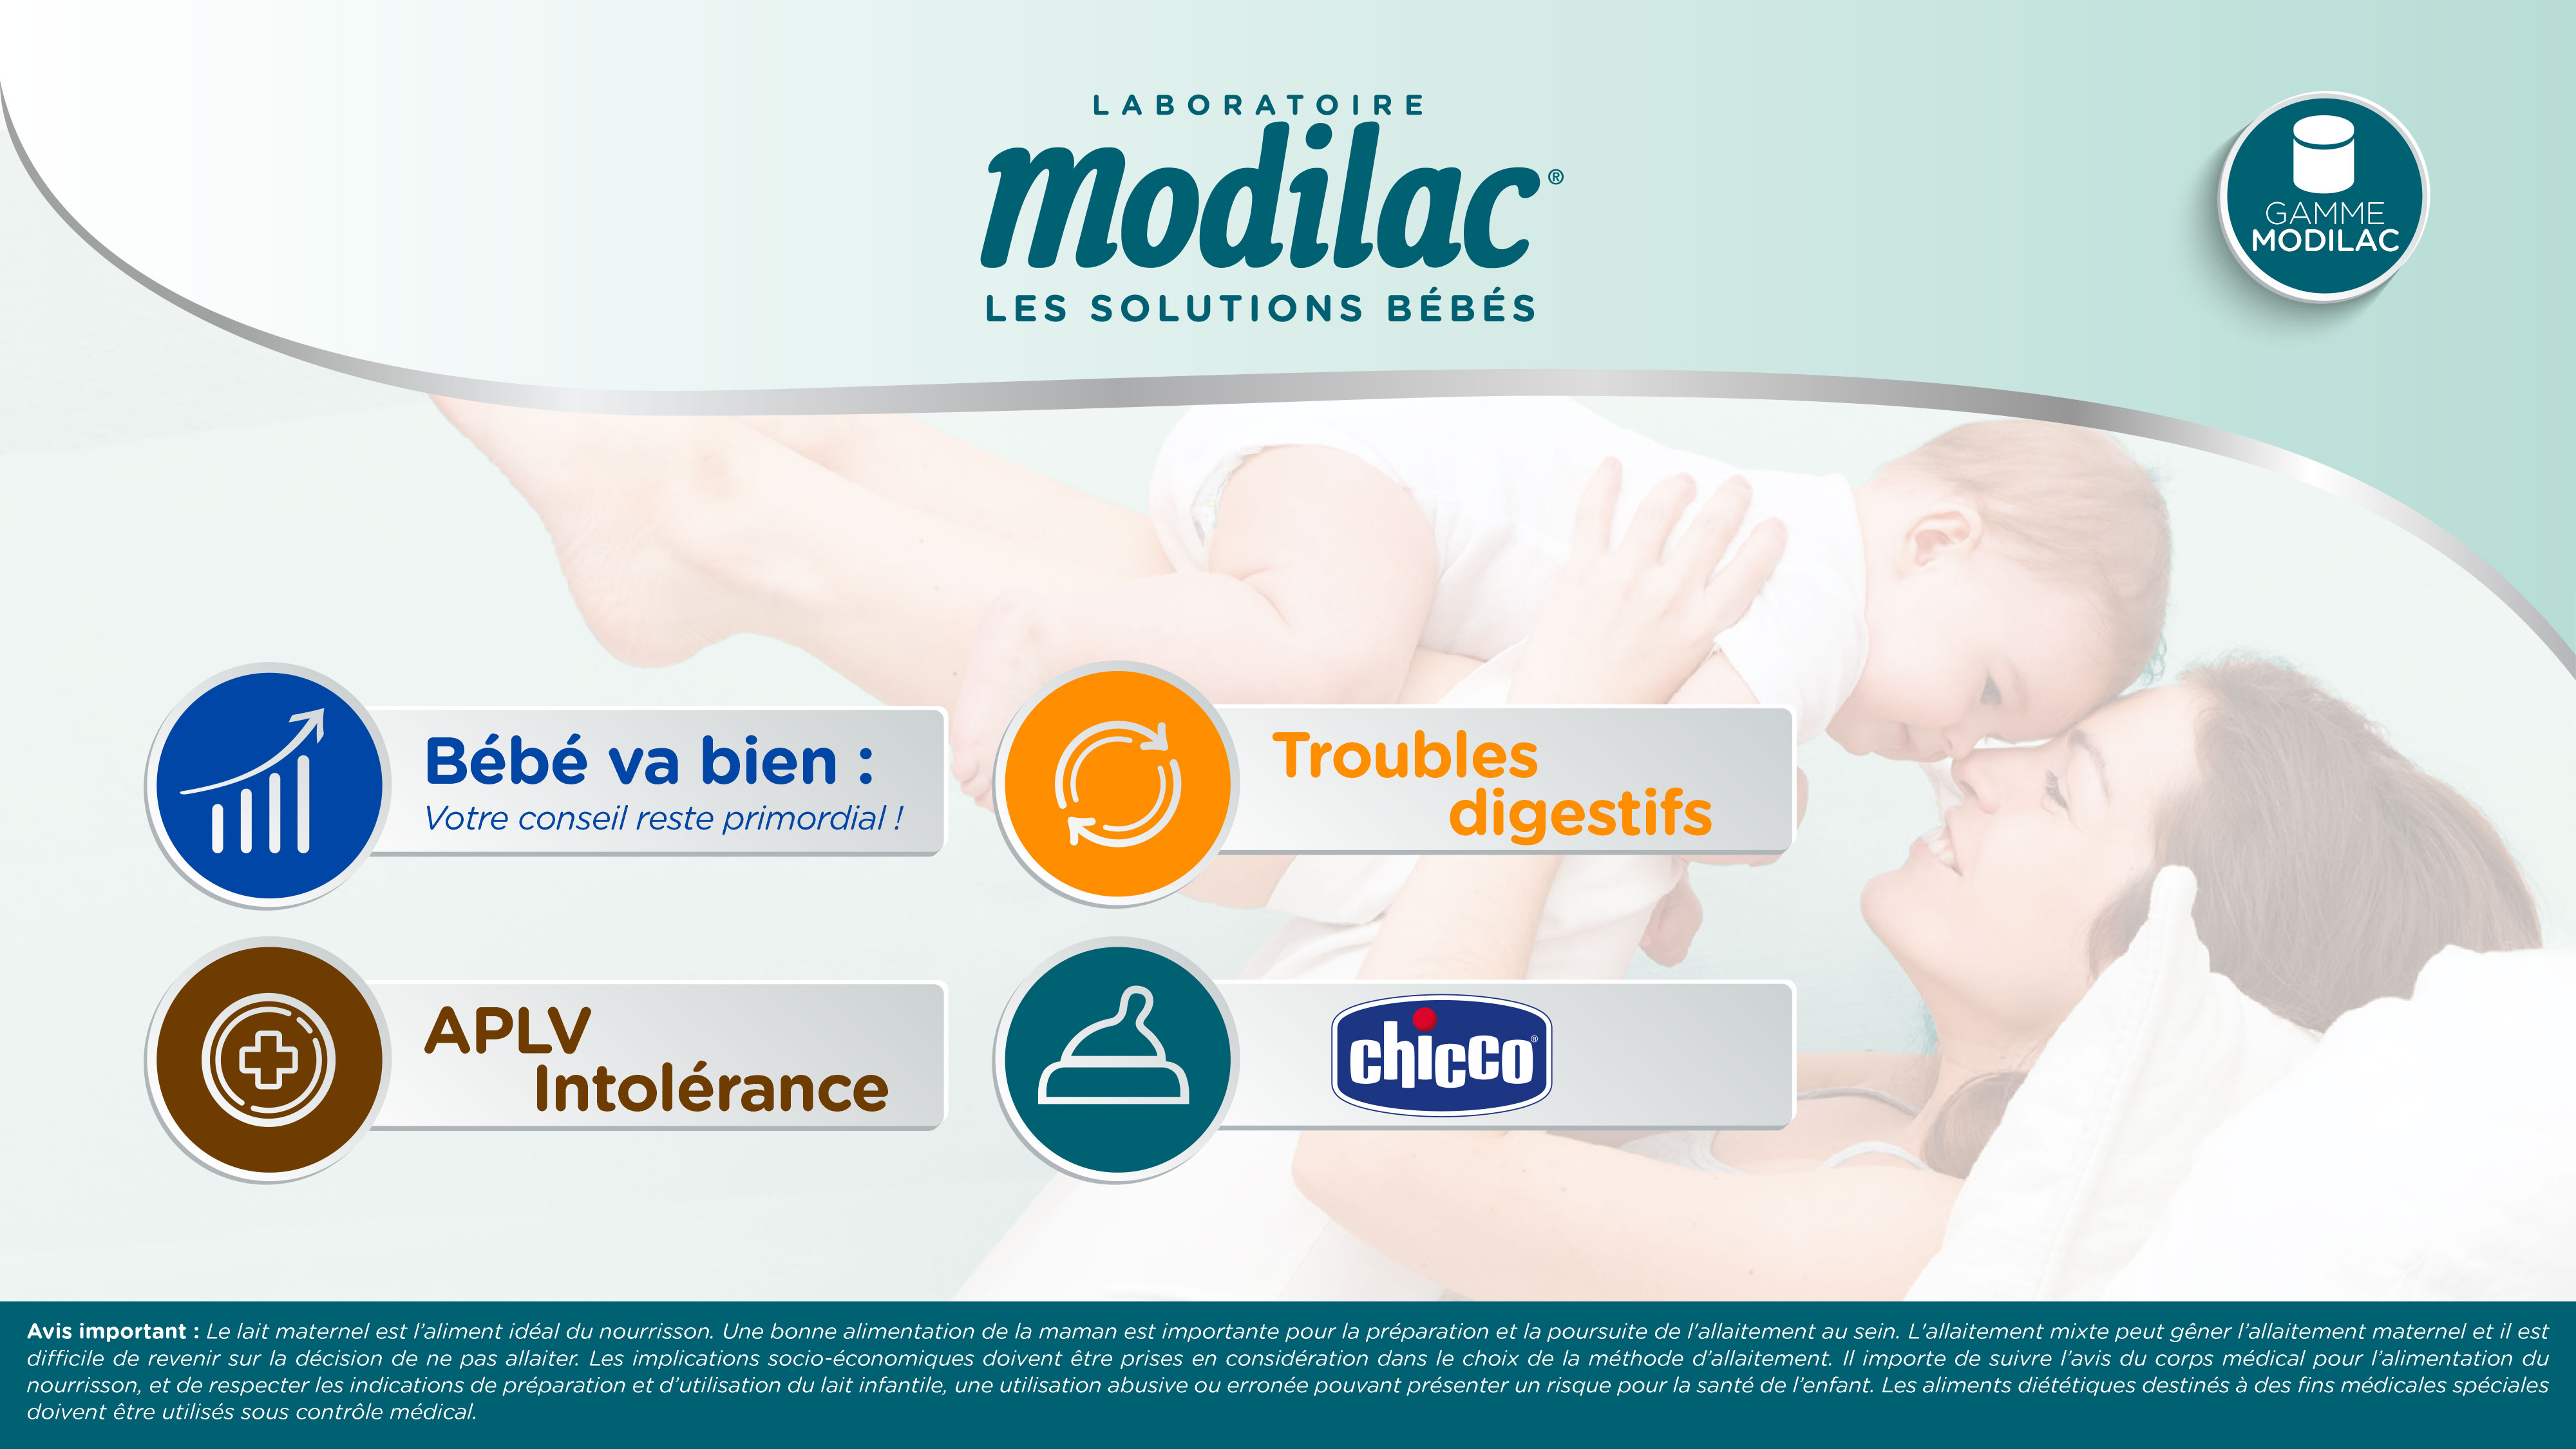 LABORATOIRE
modilac®
LES SOLUTIONS BÉBÉS
GAMME
MODILAC
Bébé va bien :
Votre conseil reste primordial !
Troubles
digestifs
APLV
Intolérance
chicco®
Avis important : Le lait maternel est l’aliment idéal du nourrisson. Une bonne alimentation de la maman est importante pour la préparation et la poursuite de l'allaitement au sein. L'allaitement mixte peut gêner l’allaitement maternel et il est
difficile de revenir sur la décision de ne pas allaiter. Les implications socio-économiques doivent être prises en considération dans le choix de la méthode d’allaitement. Il importe de suivre l’avis du corps médical pour l’alimentation du
nourrisson, et de respecter les indications de préparation et d’utilisation du lait infantile, une utilisation abusive ou erronée pouvant présenter un risque pour la santé de l’enfant. Les aliments diététiques destinés à des fins médicales spéciales
doivent être utilisés sous contrôle médical.